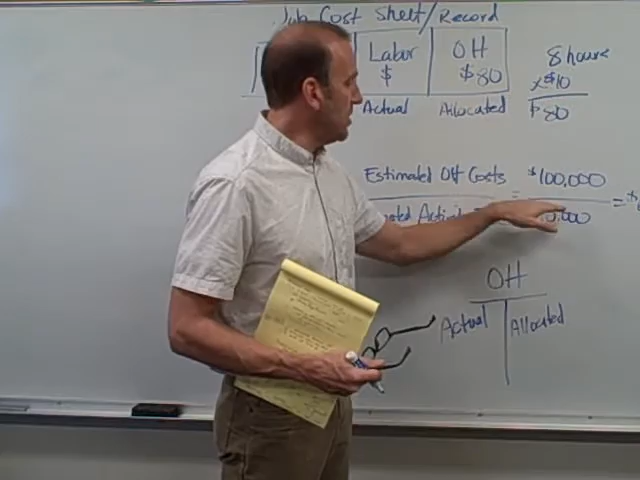 Job Cost Sheet/Record
Labor
$
OH
$80
Actual
Allocated
8 hours
x $10
$80
Estimated OH Costs
=
$100,000
= $
OH
Actual
Allocated